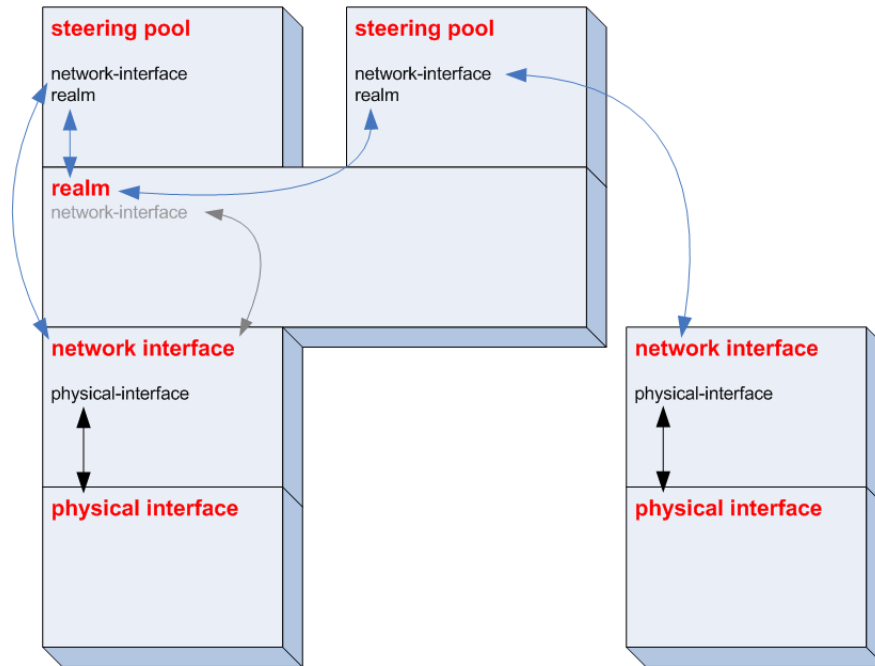 steering pool
network-interface
realm
steering pool
network-interface
realm
realm
network-interface
network interface
physical-interface
physical interface
network interface
physical-interface
physical interface